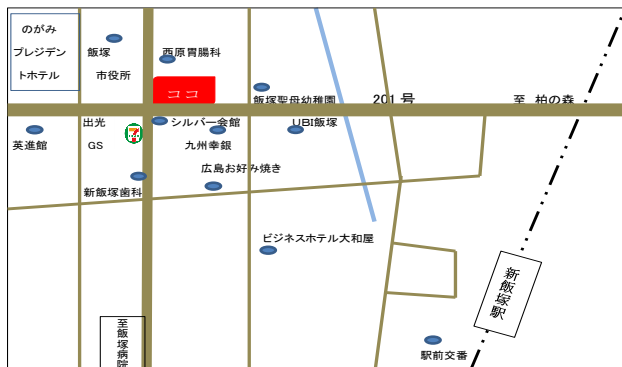 のがみ
プレジデン
トホテル
飯塚
市役所
西原胃腸科
ココ
飯塚聖母幼稚園
201号
至 柏の森
英進館
出光
GS
7
シルバー会館
九州幸銀
UBI飯塚
広島お好み焼き
新飯塚歯科
ビジネスホテル大和屋
新飯塚駅
至飯塚病院
駅前交番